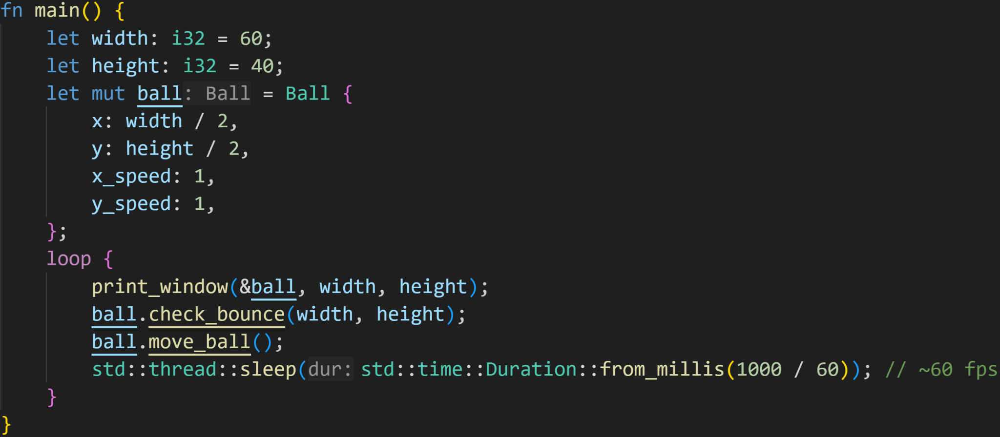 fn main() {
    let width: i32 = 60;
    let height: i32 = 40;
    let mut ball: Ball = Ball {
        x: width / 2,
        y: height / 2,
        x_speed: 1,
        y_speed: 1,
    };
    loop {
        print_window(&ball, width, height);
        ball.check_bounce(width, height);
        ball.move_ball();
        std::thread::sleep(dur: std::time::Duration::from_millis(1000 / 60)); // ~60 fps
    }
}